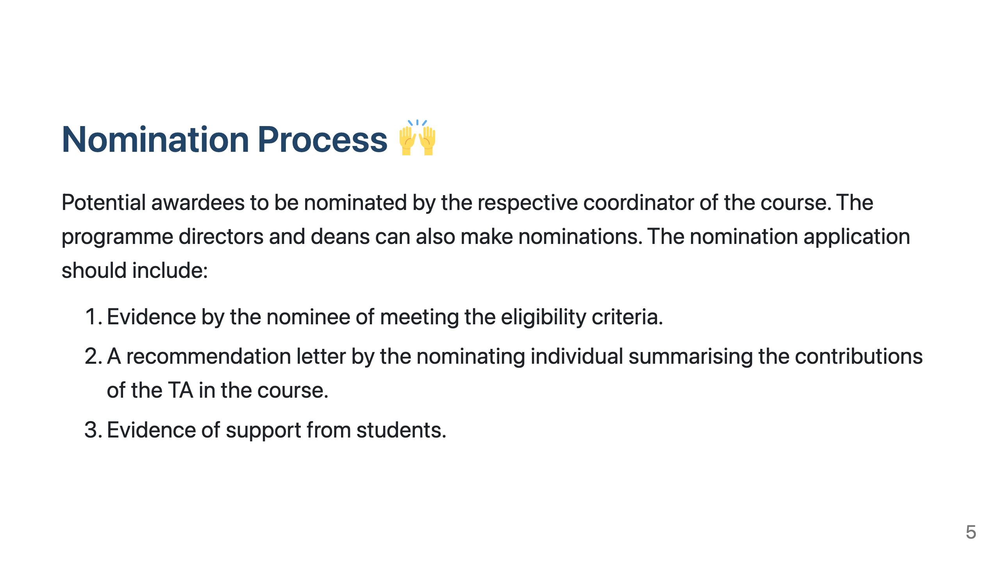 Nomination Process 🙌
Potential awardees to be nominated by the respective coordinator of the course. The
programme directors and deans can also make nominations. The nomination application
should include:
1. Evidence by the nominee of meeting the eligibility criteria.
2. A recommendation letter by the nominating individual summarising the contributions
of the TA in the course.
3. Evidence of support from students.
5